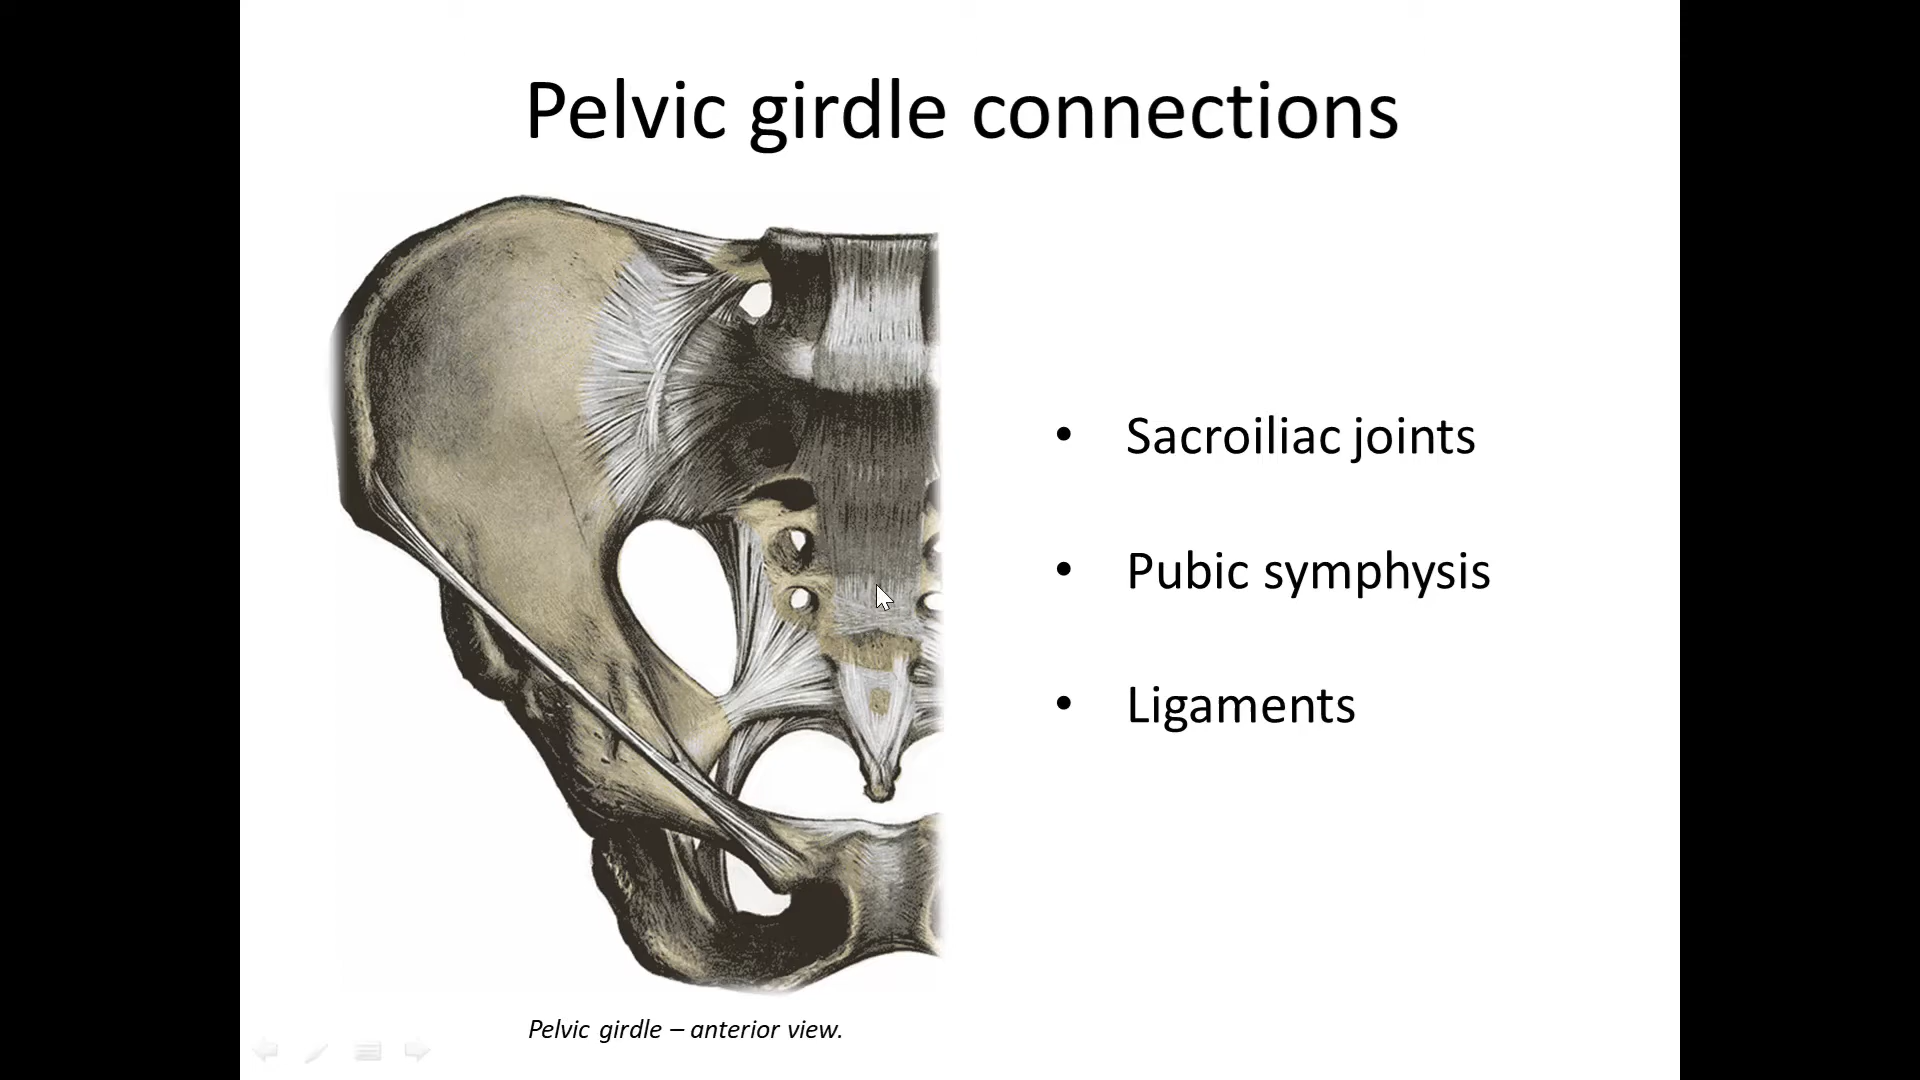 Pelvic girdle connections
• Sacroiliac joints
• Pubic symphysis
• Ligaments
Pelvic girdle – anterior view.